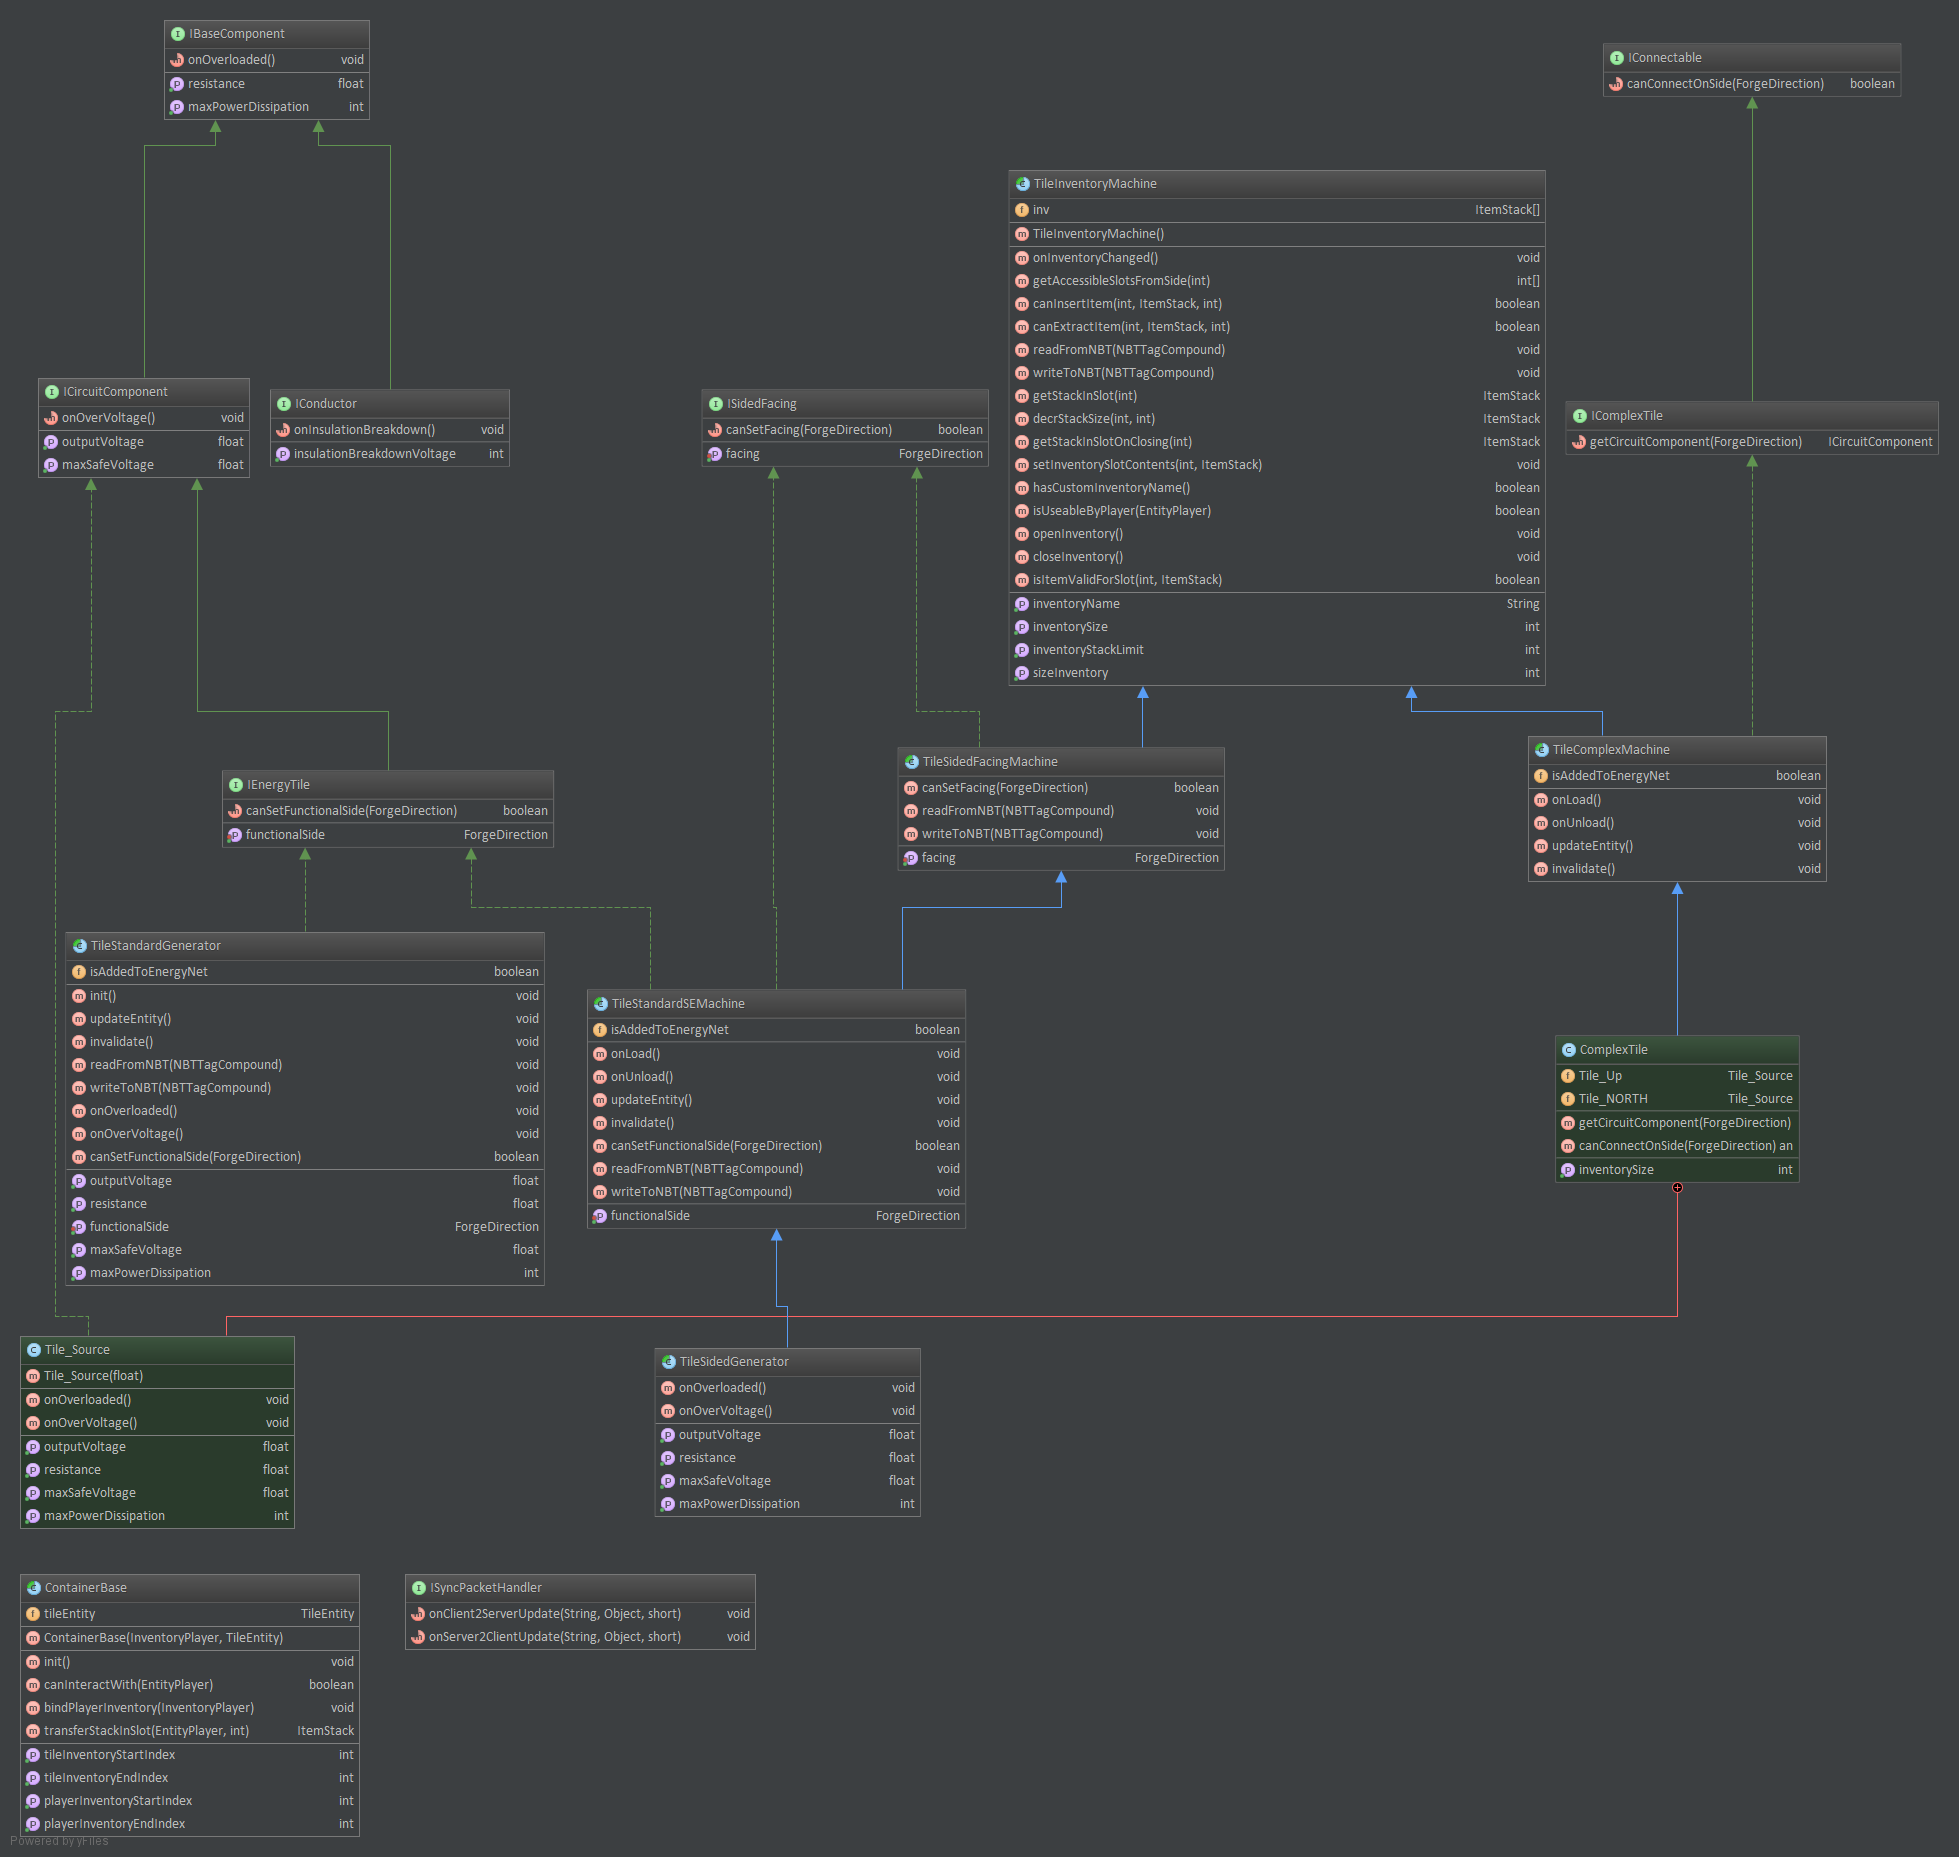 IBaseComponent
onOverloaded() void
resistance float
maxPowerDissipation int
IConnectable
canConnectOnSide(ForgeDirection) boolean
TileInventoryMachine
inv ItemStack[]
TileInventoryMachine()
onInventoryChanged() void
getAccessibleSlotsFromSide(int) int[]
canInsertItem(int, ItemStack, int) boolean
canExtractItem(int, ItemStack, int) boolean
readFromNBT(NBTTagCompound) void
writeToNBT(NBTTagCompound) void
getStackInSlot(int) ItemStack
decrStackSize(int, int) ItemStack
getStackInSlotOnClosing(int) ItemStack
setInventorySlotContents(int, ItemStack) void
hasCustomInventoryName() boolean
isUseableByPlayer(EntityPlayer) boolean
openInventory() void
closeInventory() void
isItemValidForSlot(int, ItemStack) boolean
inventoryName String
inventorySize int
inventoryStackLimit int
sizeInventory int
ICircuitComponent
onOverVoltage() void
outputVoltage float
maxSafeVoltage float
IConductor
onInsulationBreakdown() void
insulationBreakdownVoltage int
ISidedFacing
canSetFacing(ForgeDirection) boolean
facing ForgeDirection
IComplexTile
getCircuitComponent(ForgeDirection) ICircuitComponent
IEnergyTile
canSetFunctionalSide(ForgeDirection) boolean
functionalSide ForgeDirection
TileSidedFacingMachine
canSetFacing(ForgeDirection) boolean
readFromNBT(NBTTagCompound) void
writeToNBT(NBTTagCompound) void
facing ForgeDirection
TileComplexMachine
isAddedToEnergyNet boolean
onLoad() void
onUnload() void
updateEntity() void
invalidate() void
TileStandardGenerator
isAddedToEnergyNet boolean
init() void
updateEntity() void
invalidate() void
readFromNBT(NBTTagCompound) void
writeToNBT(NBTTagCompound) void
onOverloaded() void
onOverVoltage() void
canSetFunctionalSide(ForgeDirection) boolean
outputVoltage float
resistance float
functionalSide ForgeDirection
maxSafeVoltage float
maxPowerDissipation int
TileStandardSEMachine
isAddedToEnergyNet boolean
onLoad() void
onUnload() void
updateEntity() void
invalidate() void
canSetFunctionalSide(ForgeDirection) boolean
readFromNBT(NBTTagCompound) void
writeToNBT(NBTTagCompound) void
functionalSide ForgeDirection
ComplexTile
Tile_Up Tile_Source
Tile_NORTH Tile_Source
getCircuitComponent(ForgeDirection)
canConnectOnSide(ForgeDirection) an
inventorySize int
Tile_Source
Tile_Source(float)
onOverloaded() void
onOverVoltage() void
outputVoltage float
resistance float
maxSafeVoltage float
maxPowerDissipation int
TileSidedGenerator
onOverloaded() void
onOverVoltage() void
outputVoltage float
resistance float
maxSafeVoltage float
maxPowerDissipation int
ContainerBase
tileEntity TileEntity
ContainerBase(InventoryPlayer, TileEntity)
init() void
canInteractWith(EntityPlayer) boolean
bindPlayerInventory(InventoryPlayer) void
transferStackInSlot(EntityPlayer, int) ItemStack
tileInventoryStartIndex int
tileInventoryEndIndex int
playerInventoryStartIndex int
playerInventoryEndIndex int
ISyncPacketHandler
onClient2ServerUpdate(String, Object, short) void
onServer2ClientUpdate(String, Object, short) void
Powered by yFiles